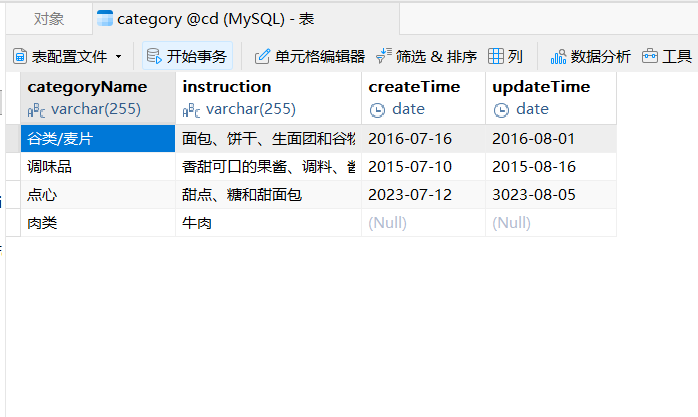 对象 category @cd (MySQL) - 表
表配置文件 开始事务 单元格编辑器 筛选 & 排序 列 数据分析 工具
categoryName instruction createTime updateTime
ABC varchar(255) ABC varchar(255) date date
谷类/麦片 面包、饼干、生面团和谷物 2016-07-16 2016-08-01
调味品 香甜可口的果酱、调料、酱 2015-07-10 2015-08-16
点心 甜点、糖和甜面包 2023-07-12 3023-08-05
肉类 牛肉 (Null) (Null)